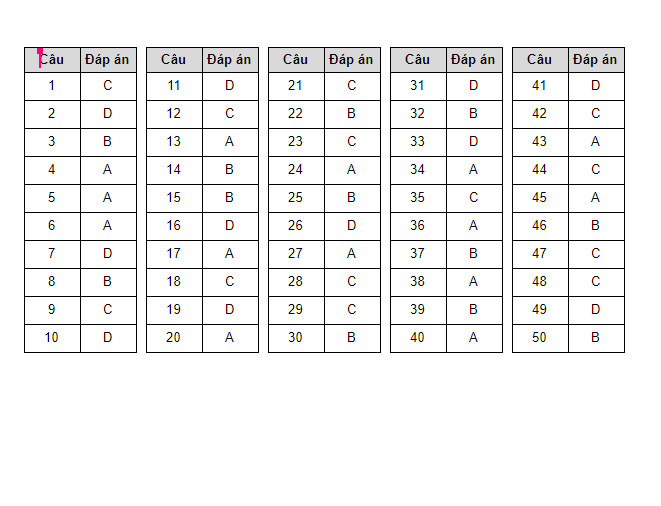 Câu Đáp án Câu Đáp án Câu Đáp án Câu Đáp án Câu Đáp án
1 C 11 D 21 C 31 D 41 D
2 D 12 C 22 B 32 B 42 C
3 B 13 A 23 C 33 D 43 A
4 A 14 B 24 A 34 A 44 C
5 A 15 B 25 B 35 C 45 A
6 A 16 D 26 D 36 A 46 B
7 D 17 A 27 A 37 B 47 C
8 B 18 C 28 C 38 A 48 C
9 C 19 D 29 C 39 B 49 D
10 D 20 A 30 B 40 A 50 B